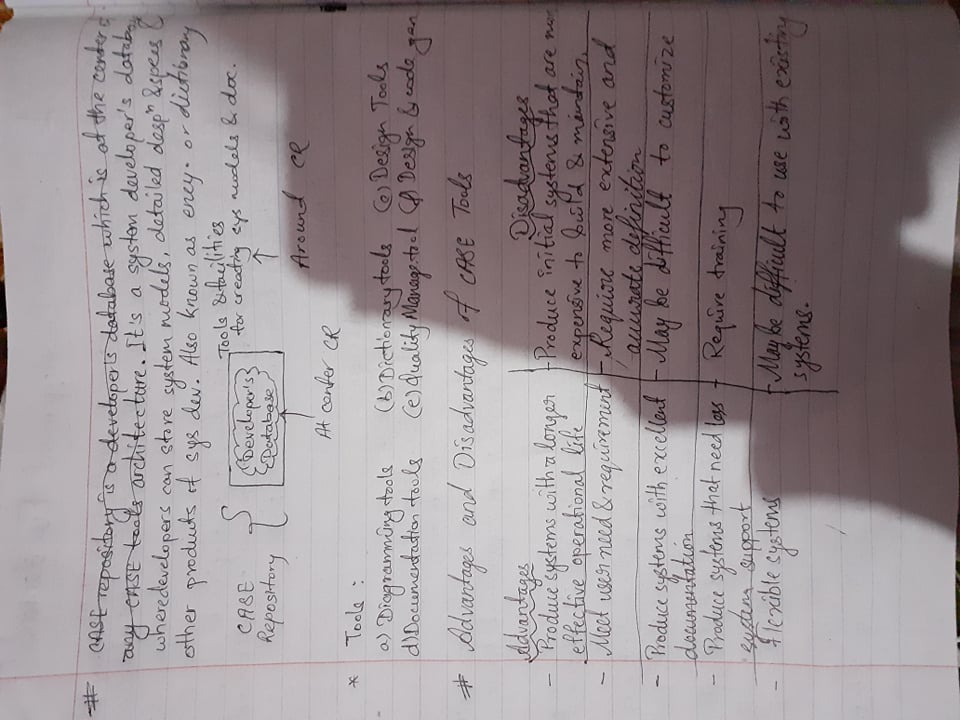 # CASE repository is a developer's database which is at the center of
any CASE tools architecture. It's a system developer's databas
wheredevelopers can store system models, detailed despⁿ & specs &
other products of sys dev. Also known as ency. or dictionary
Tools & facilities
for creating sys models & doc.
CASE
Repository
Developer's
Database
Around CR
At center CR
* Tools :
a) Diagramming tools (b) Dictionary tools (c) Design Tools
d) Documentation tools (e) Quality Manage. tool (f) Design & code gen
# Advantages and Disadvantages of CASE Tools
Advantages Disadvantages
- Produce systems with a longer - Produce initial systems that are
effective operational life expensive to build & maintain.
- Meet user need & requirement - Require more extensive and
accurate definition
- Produce systems with excellent - May be difficult to customize
documentation
- Produce systems that need less - Require training
system support
- Flexible systems - May be difficult to use with existing
systems.